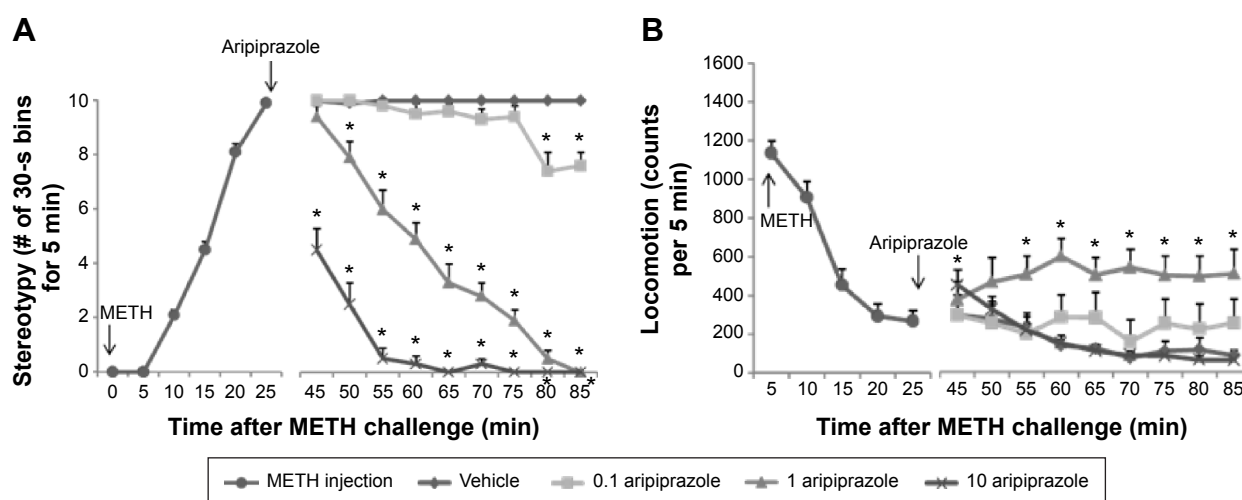 A
Aripiprazole
10
8
6
4
2
0
METH
Stereotypy (# of 30-s bins
for 5 min)
* * * * * * * * *
* * * * * * * * *
* *
0 5 10 15 20 25 45 50 55 60 65 70 75 80 85
Time after METH challenge (min)
B
1600
1400
1200
1000
800
600
400
200
0
METH
Aripiprazole
Locomotion (counts
per 5 min)
* * * * * * * *
5 10 15 20 25 45 50 55 60 65 70 75 80 85
Time after METH challenge (min)
METH injection Vehicle 0.1 aripiprazole 1 aripiprazole 10 aripiprazole